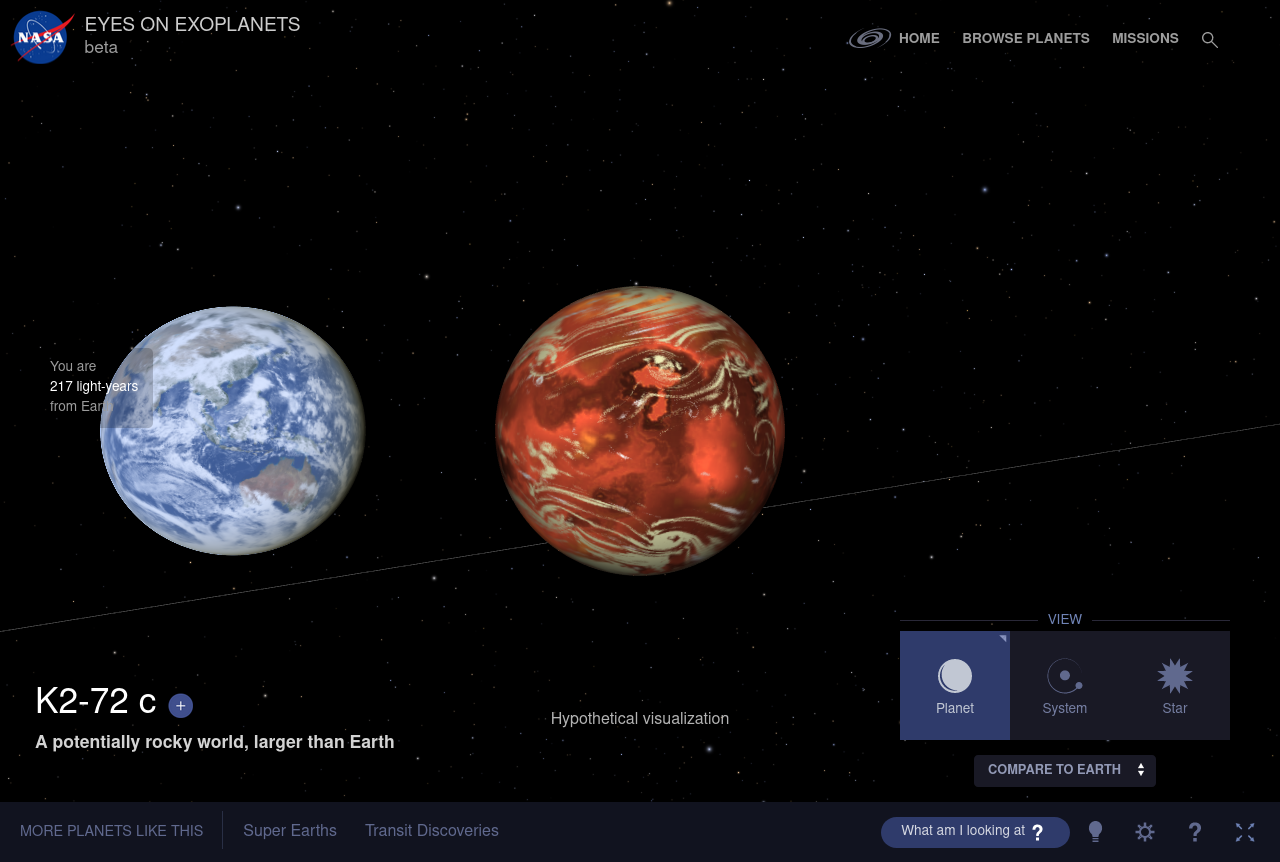 NASA
EYES ON EXOPLANETS
beta
HOME
BROWSE PLANETS
MISSIONS
You are
217 light-years
from Earth
VIEW
Planet
System
Star
K2-72 c +
Hypothetical visualization
A potentially rocky world, larger than Earth
COMPARE TO EARTH
MORE PLANETS LIKE THIS
Super Earths
Transit Discoveries
What am I looking at ?
?